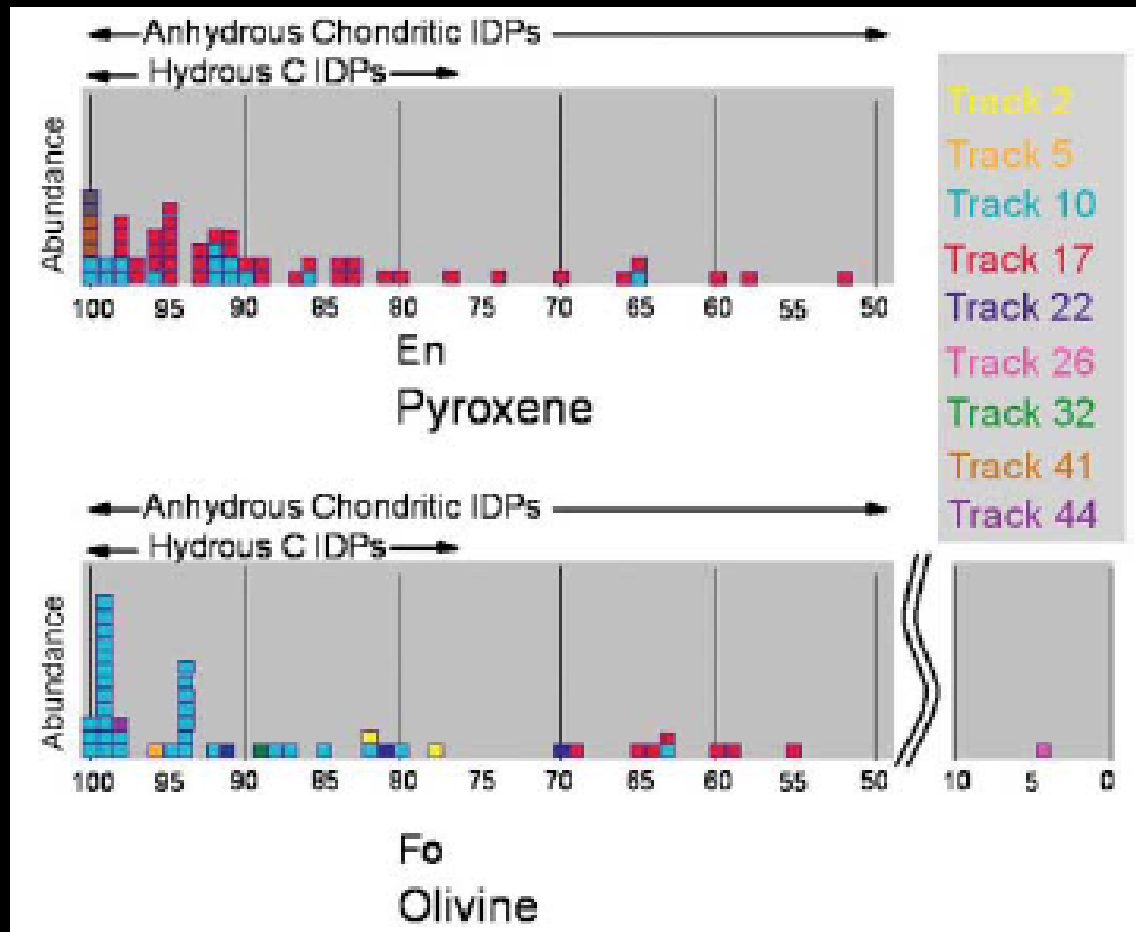 Anhydrous Chondritic IDPs
Hydrous C IDPs
Abundance
100 95 90 85 80 75 70 65 60 55 50
En
Pyroxene
Track 2
Track 5
Track 10
Track 17
Track 22
Track 26
Track 32
Track 41
Track 44
Anhydrous Chondritic IDPs
Hydrous C IDPs
Abundance
100 95 90 85 80 75 70 65 60 55 50 10 5 0
Fo
Olivine